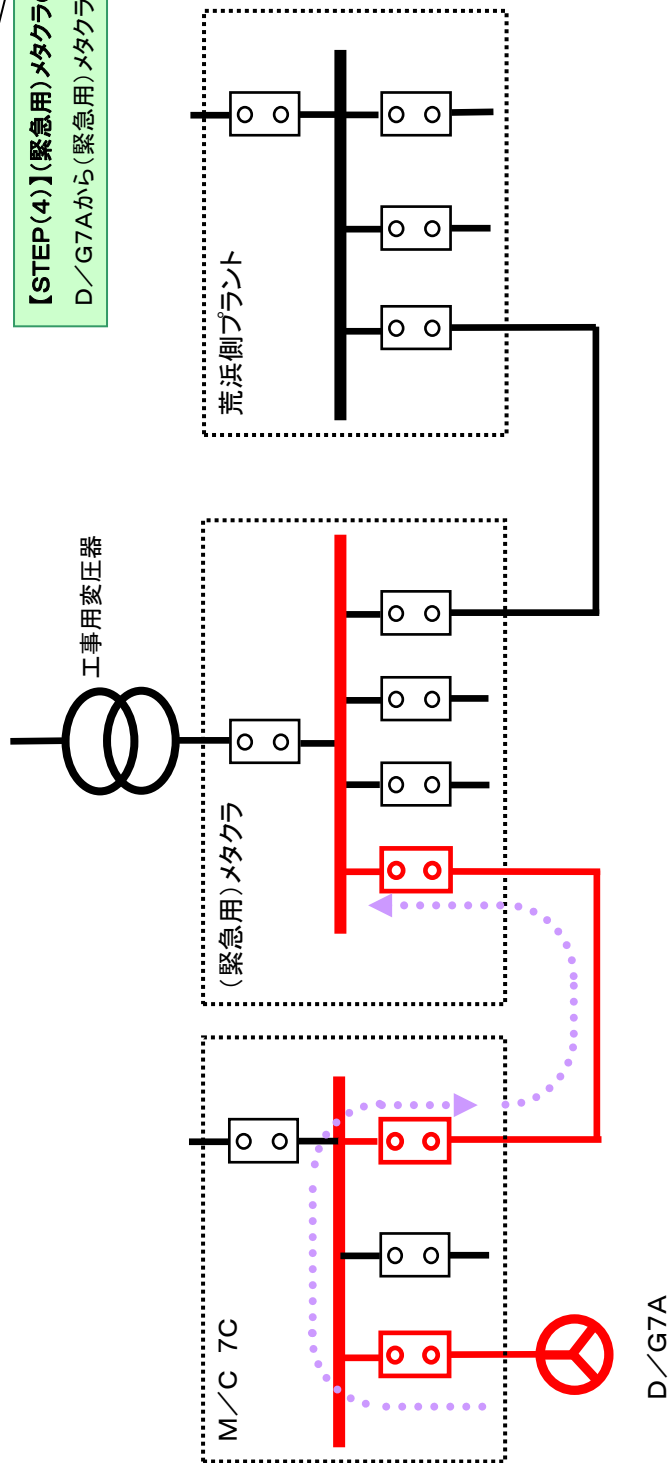 【STEP(4)】(緊急用)メタクラ
D/G7Aから(緊急用)メタクラ
荒浜側プラント
工事用変圧器
(緊急用)メタクラ
M/C 7C
D/G7A